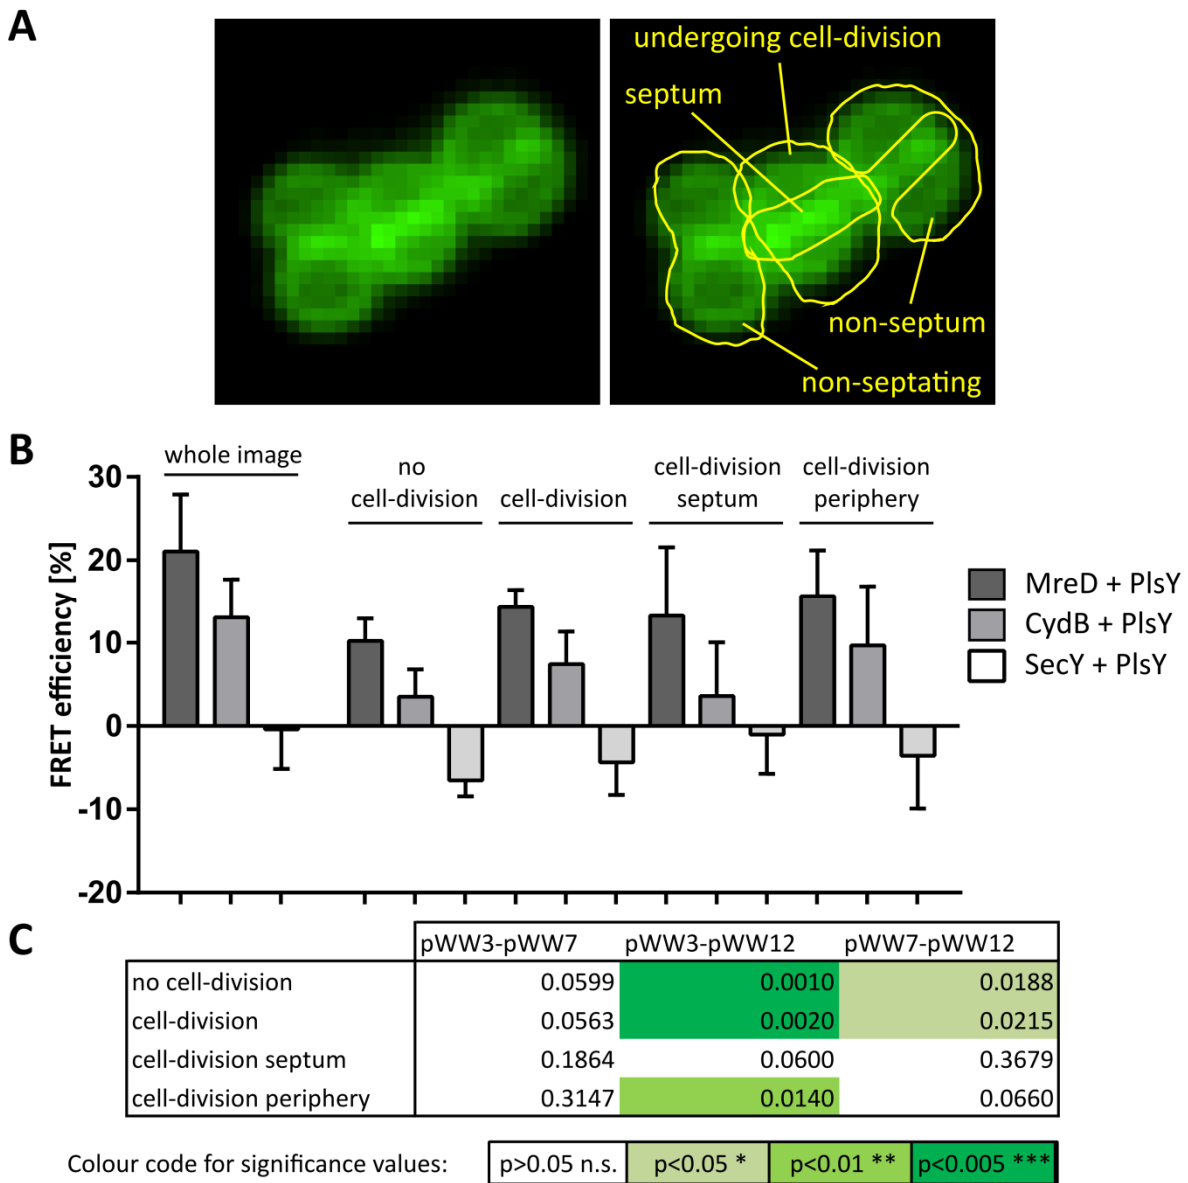 A
undergoing cell-division
septum
non-septum
non-septating
B
whole image
no
cell-division
cell-division
cell-division
septum
cell-division
periphery
FRET efficiency [%]
30
20
10
0
-10
-20
MreD + PlsY
CydB + PlsY
SecY + PlsY
C
pWW3-pWW7 pWW3-pWW12 pWW7-pWW12
no cell-division 0.0599 0.0010 0.0188
cell-division 0.0563 0.0020 0.0215
cell-division septum 0.1864 0.0600 0.3679
cell-division periphery 0.3147 0.0140 0.0660
Colour code for significance values: p>0.05 n.s. p<0.05 * p<0.01 ** p<0.005 ***